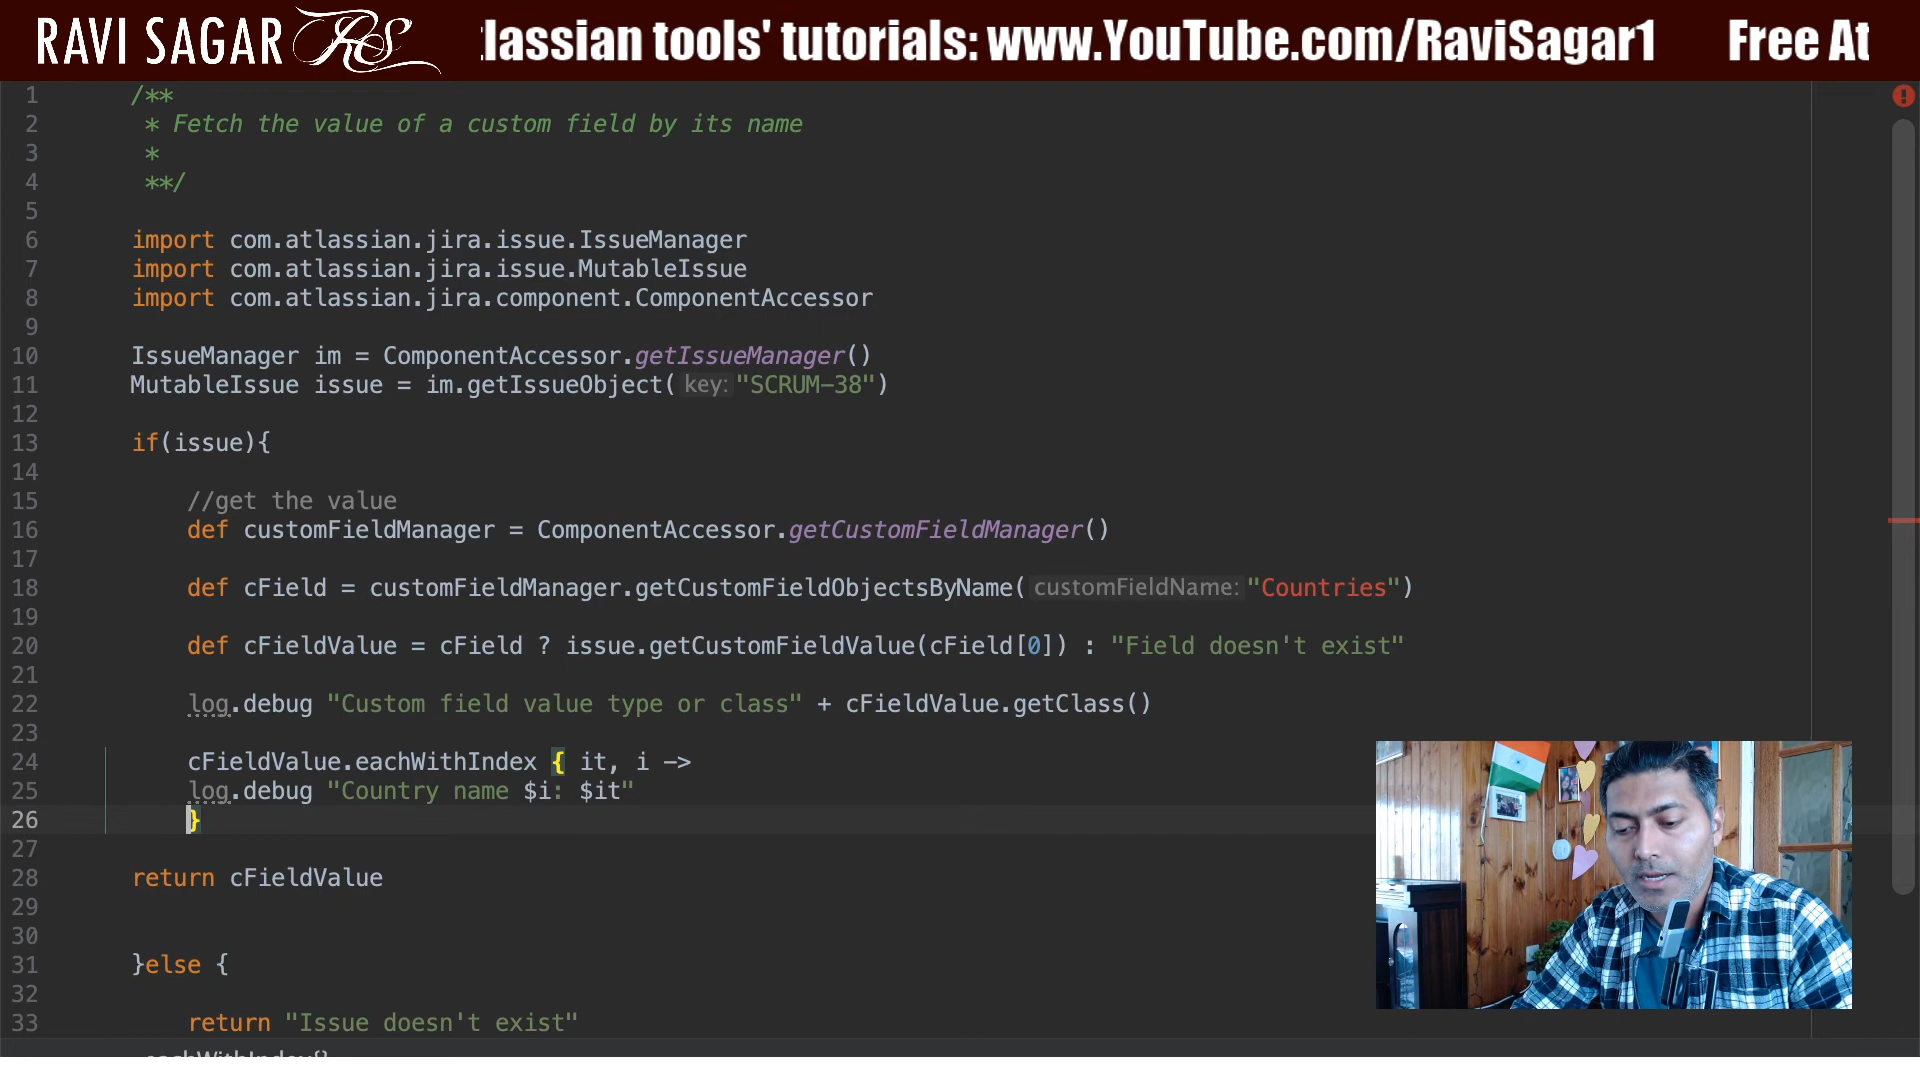 RAVI SAGAR RS
lassian tools' tutorials: www.YouTube.com/RaviSagar1 Free At
1 /**
2 * Fetch the value of a custom field by its name
3 *
4 **/
5
6 import com.atlassian.jira.issue.IssueManager
7 import com.atlassian.jira.issue.MutableIssue
8 import com.atlassian.jira.component.ComponentAccessor
9
10 IssueManager im = ComponentAccessor.getIssueManager()
11 MutableIssue issue = im.getIssueObject( key: "SCRUM-38")
12
13 if(issue){
14
15 //get the value
16 def customFieldManager = ComponentAccessor.getCustomFieldManager()
17
18 def cField = customFieldManager.getCustomFieldObjectsByName( customFieldName: "Countries")
19
20 def cFieldValue = cField ? issue.getCustomFieldValue(cField[0]) : "Field doesn't exist"
21
22 log.debug "Custom field value type or class" + cFieldValue.getClass()
23
24 cFieldValue.eachWithIndex { it, i ->
25 log.debug "Country name $i: $it"
26 }
27
28 return cFieldValue
29
30
31 }else {
32
33 return "Issue doesn't exist"
eachWithIndex{}